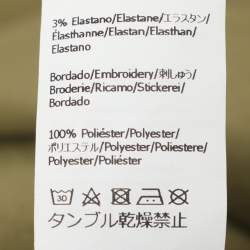 3% Elastano/Elastane/エラスタン/
Élasthanne/Elastan/Elasthan/
Elastano
Bordado/Embroidery/刺しゅう/
Broderie/Ricamo/Stickerei/
Bordado
100% Poliéster/Polyester/
ポリエステル/Polyester/Poliestere/
Polyester/Poliéster
30
タンブル乾燥禁止